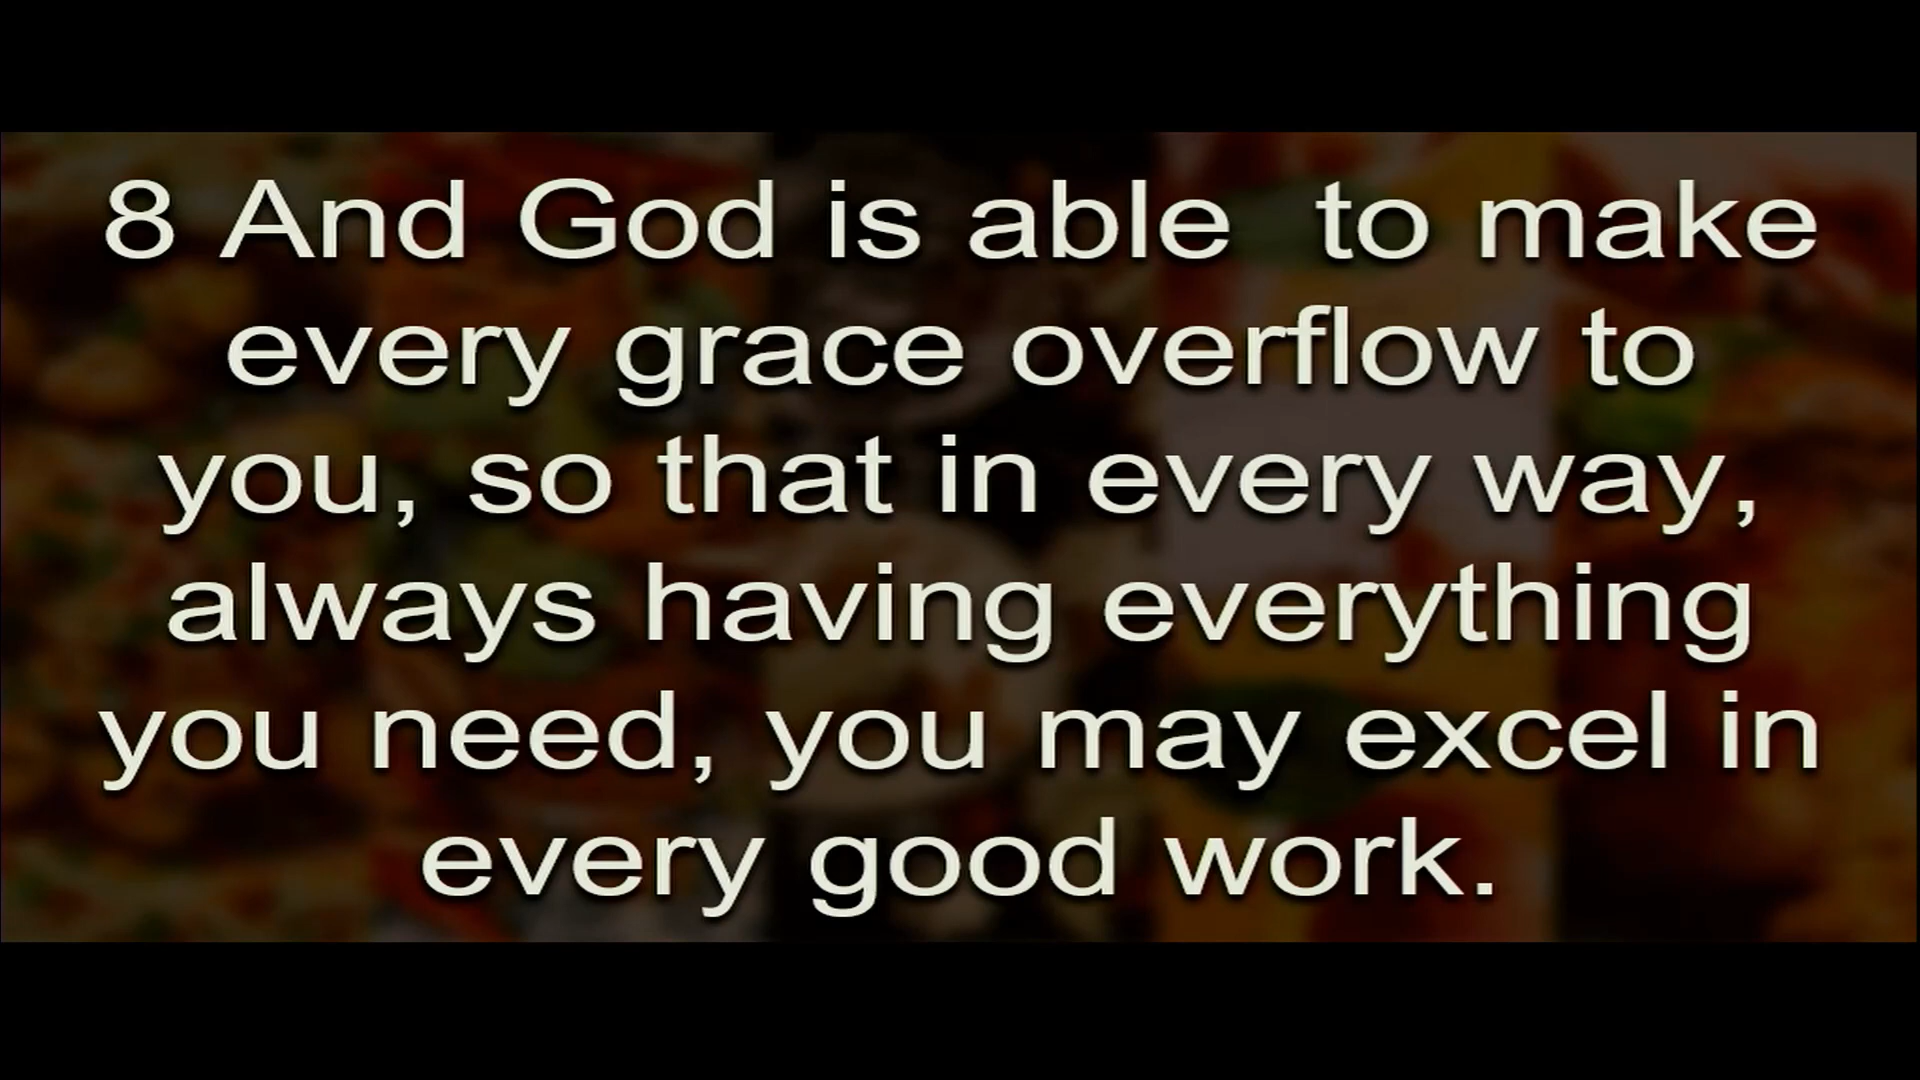 8 And God is able  to make
every grace overflow to
you, so that in every way,
always having everything
you need, you may excel in
every good work.